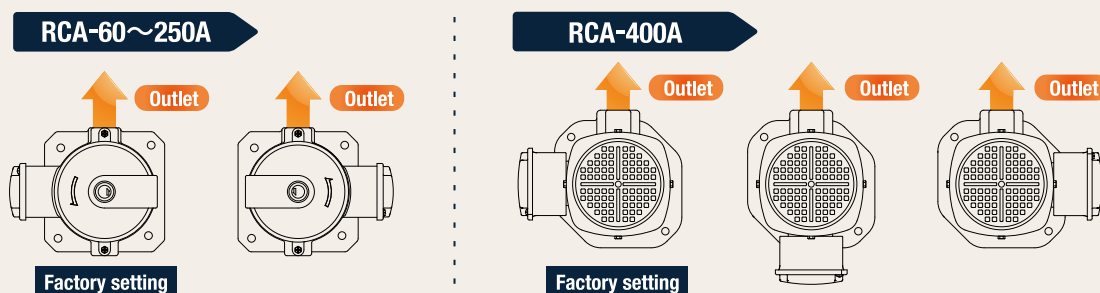 RCA-60～250A
Outlet
Outlet
Factory setting
RCA-400A
Outlet
Outlet
Outlet
Factory setting